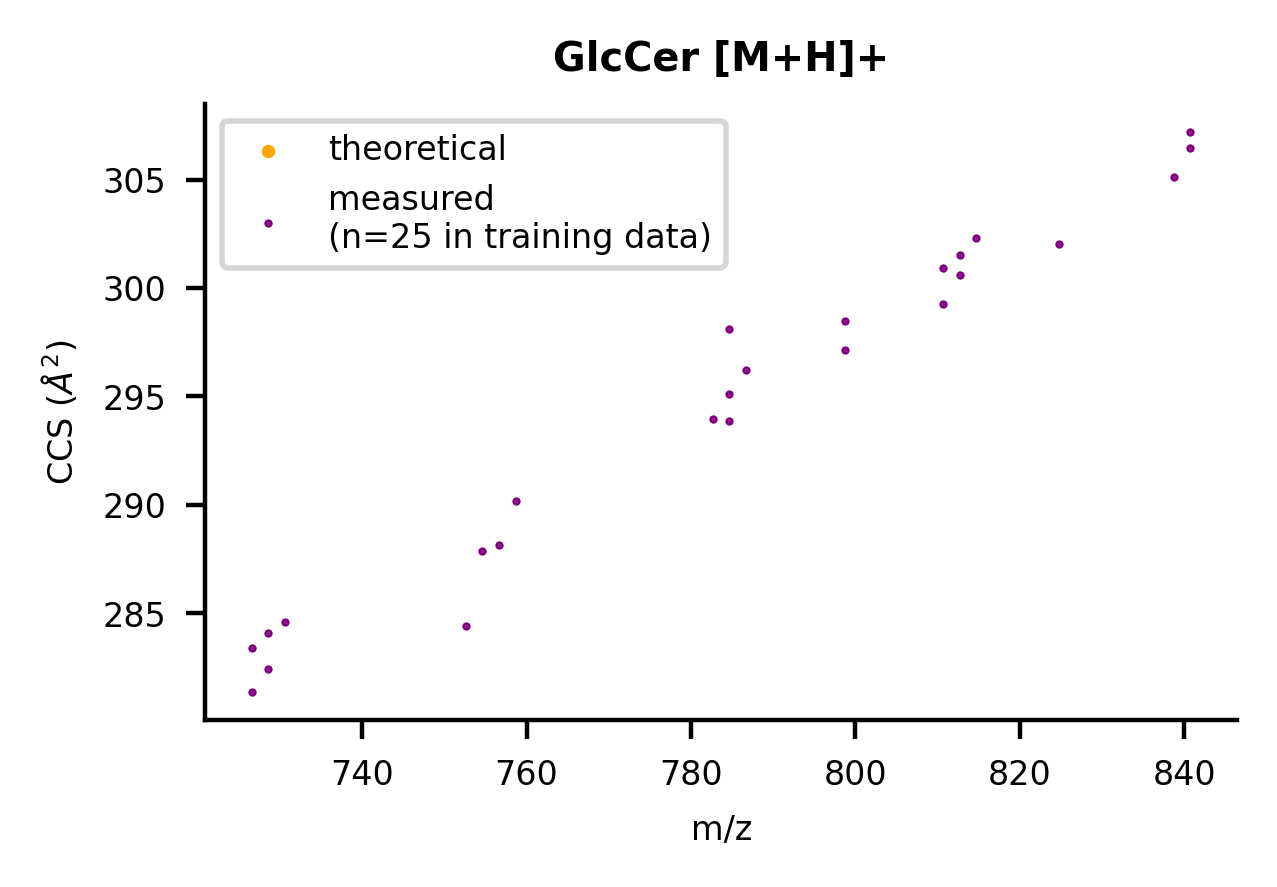 GlcCer [M+H]+
theoretical
measured
(n=25 in training data)
305
300
295
290
285
CCS (Å²)
740
760
780
800
820
840
m/z